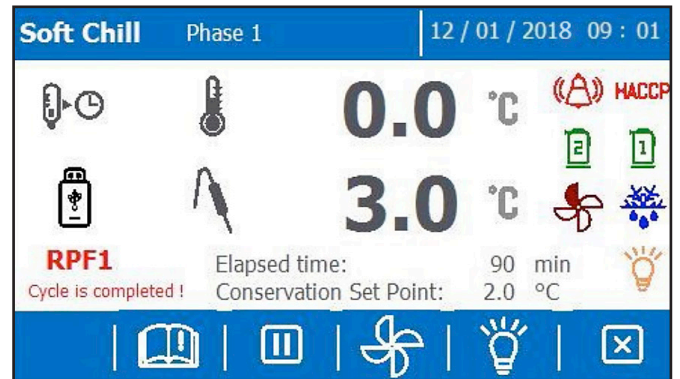 Soft Chill Phase 1 12 / 01 / 2018 09 : 01
0.0 °C HACCP
2 1
3.0 °C
RPF1 Elapsed time: 90 min
Cycle is completed ! Conservation Set Point: 2.0 °C